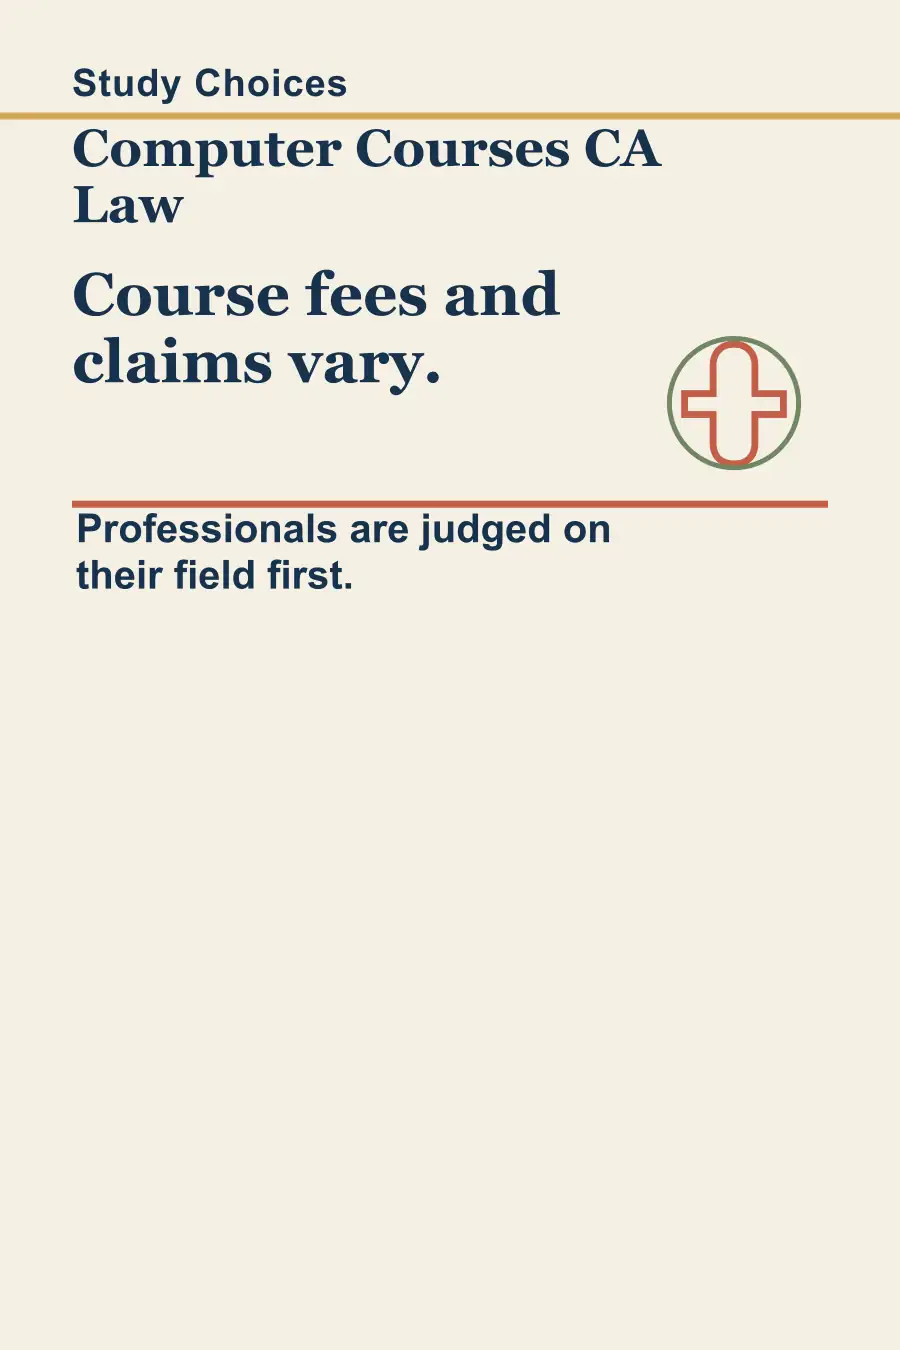 Study Choices
Computer Courses CA
Law
Course fees and
claims vary.
Professionals are judged on
their field first.